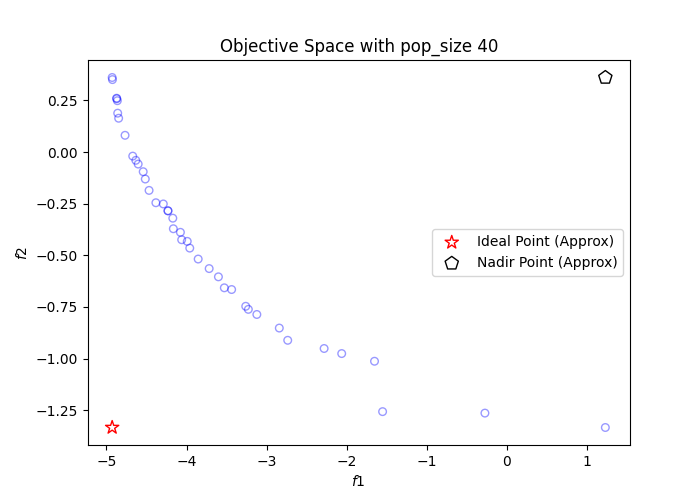 Objective Space with pop_size 40
0.25
0.00
−0.25
−0.50
−0.75
−1.00
−1.25
f2
Ideal Point (Approx)
Nadir Point (Approx)
−5
−4
−3
−2
−1
0
1
f1